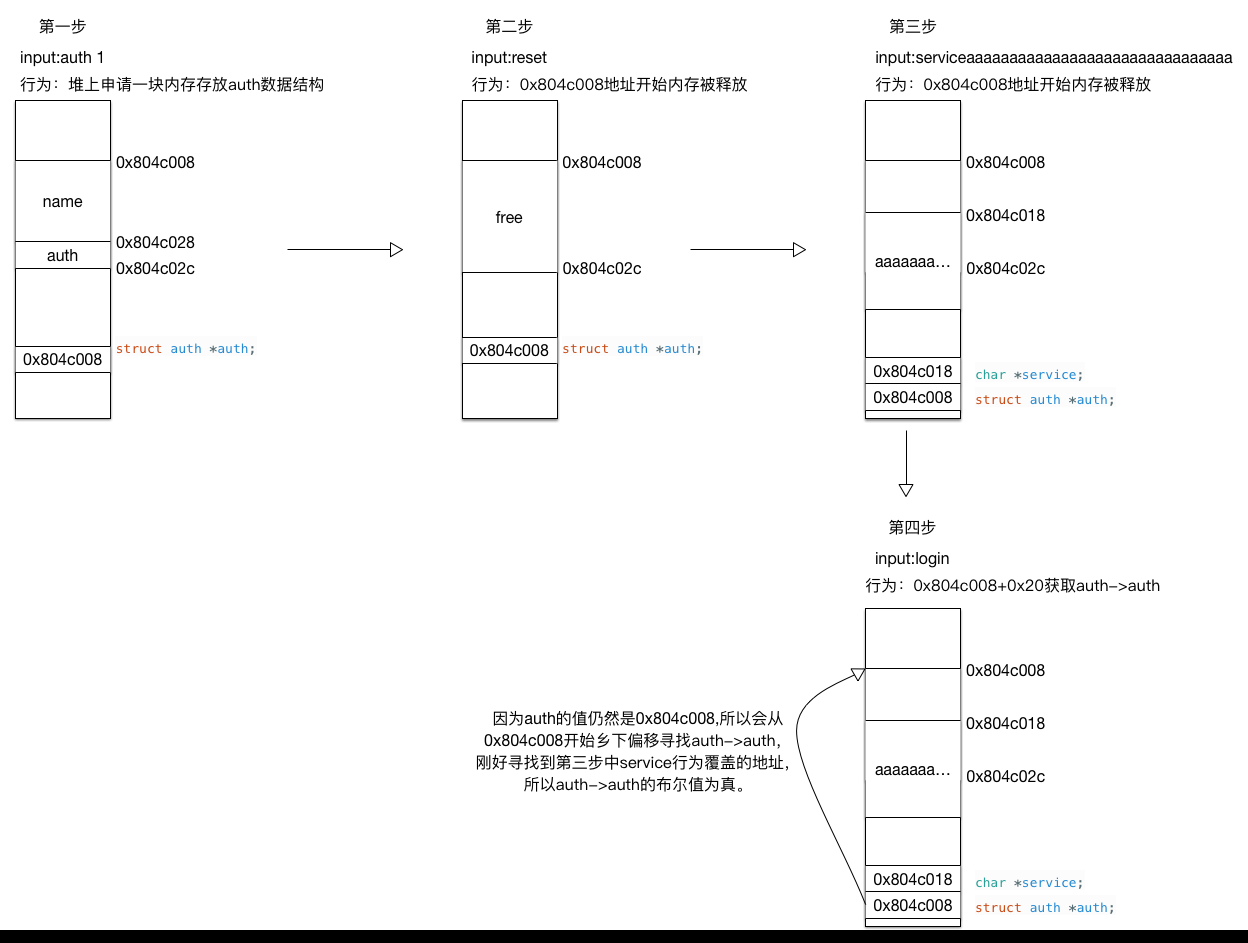 第一步
input:auth 1
行为：堆上申请一块内存存放auth数据结构
0x804c008
name
0x804c028
auth
0x804c02c
struct auth *auth;
0x804c008
第二步
input:reset
行为：0x804c008地址开始内存被释放
0x804c008
free
0x804c02c
struct auth *auth;
0x804c008
第三步
input:serviceaaaaaaaaaaaaaaaaaaaaaaaaaaaaaaa
行为：0x804c008地址开始内存被释放
0x804c008
0x804c018
aaaaaaa…
0x804c02c
0x804c018
char *service;
0x804c008
struct auth *auth;
第四步
input:login
行为：0x804c008+0x20获取auth->auth
0x804c008
0x804c018
aaaaaaa…
0x804c02c
0x804c018
char *service;
0x804c008
struct auth *auth;
因为auth的值仍然是0x804c008,所以会从
0x804c008开始乡下偏移寻找auth->auth，
刚好寻找到第三步中service行为覆盖的地址，
所以auth->auth的布尔值为真。